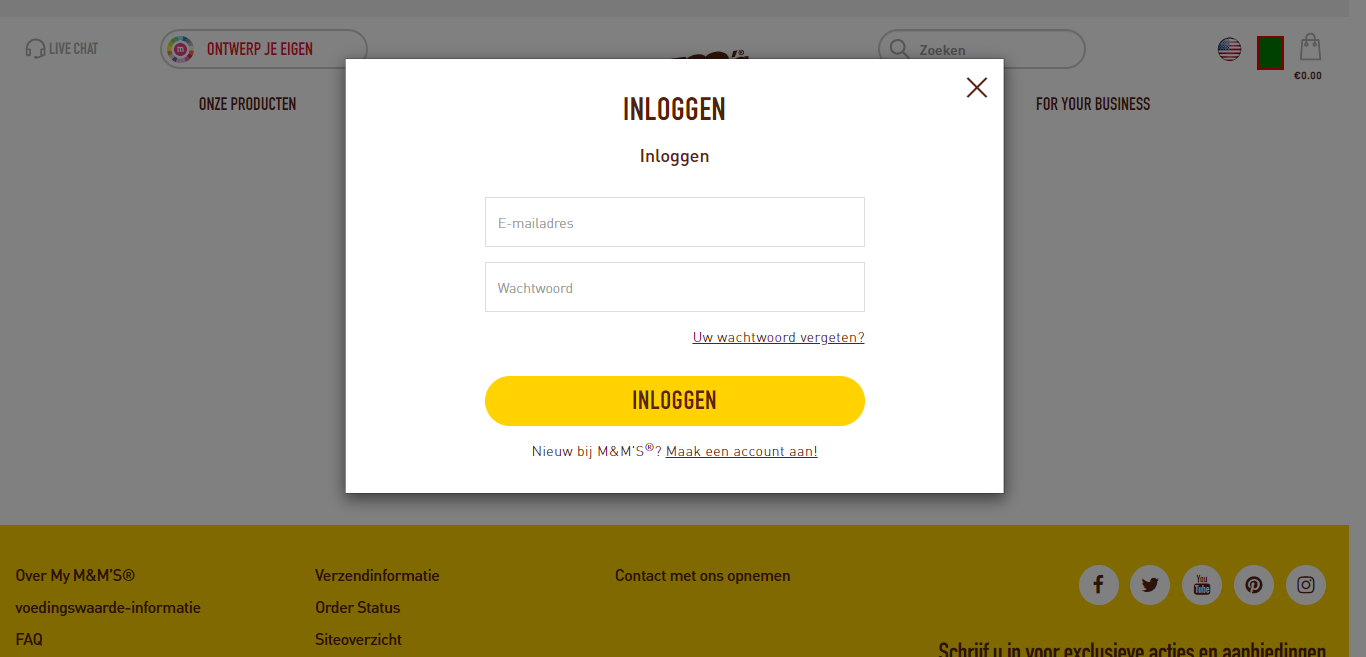 LIVE CHAT
m
ONTWERP JE EIGEN
Zoeken
€0.00
ONZE PRODUCTEN
FOR YOUR BUSINESS
INLOGGEN
Inloggen
E-mailadres
Wachtwoord
Uw wachtwoord vergeten?
INLOGGEN
Nieuw bij M&M'S®? Maak een account aan!
Over My M&M'S®
Verzendinformatie
Contact met ons opnemen
You Tube
voedingswaarde-informatie
Order Status
FAQ
Siteoverzicht
Schrijf u in voor exclusieve acties en aanbiedingen